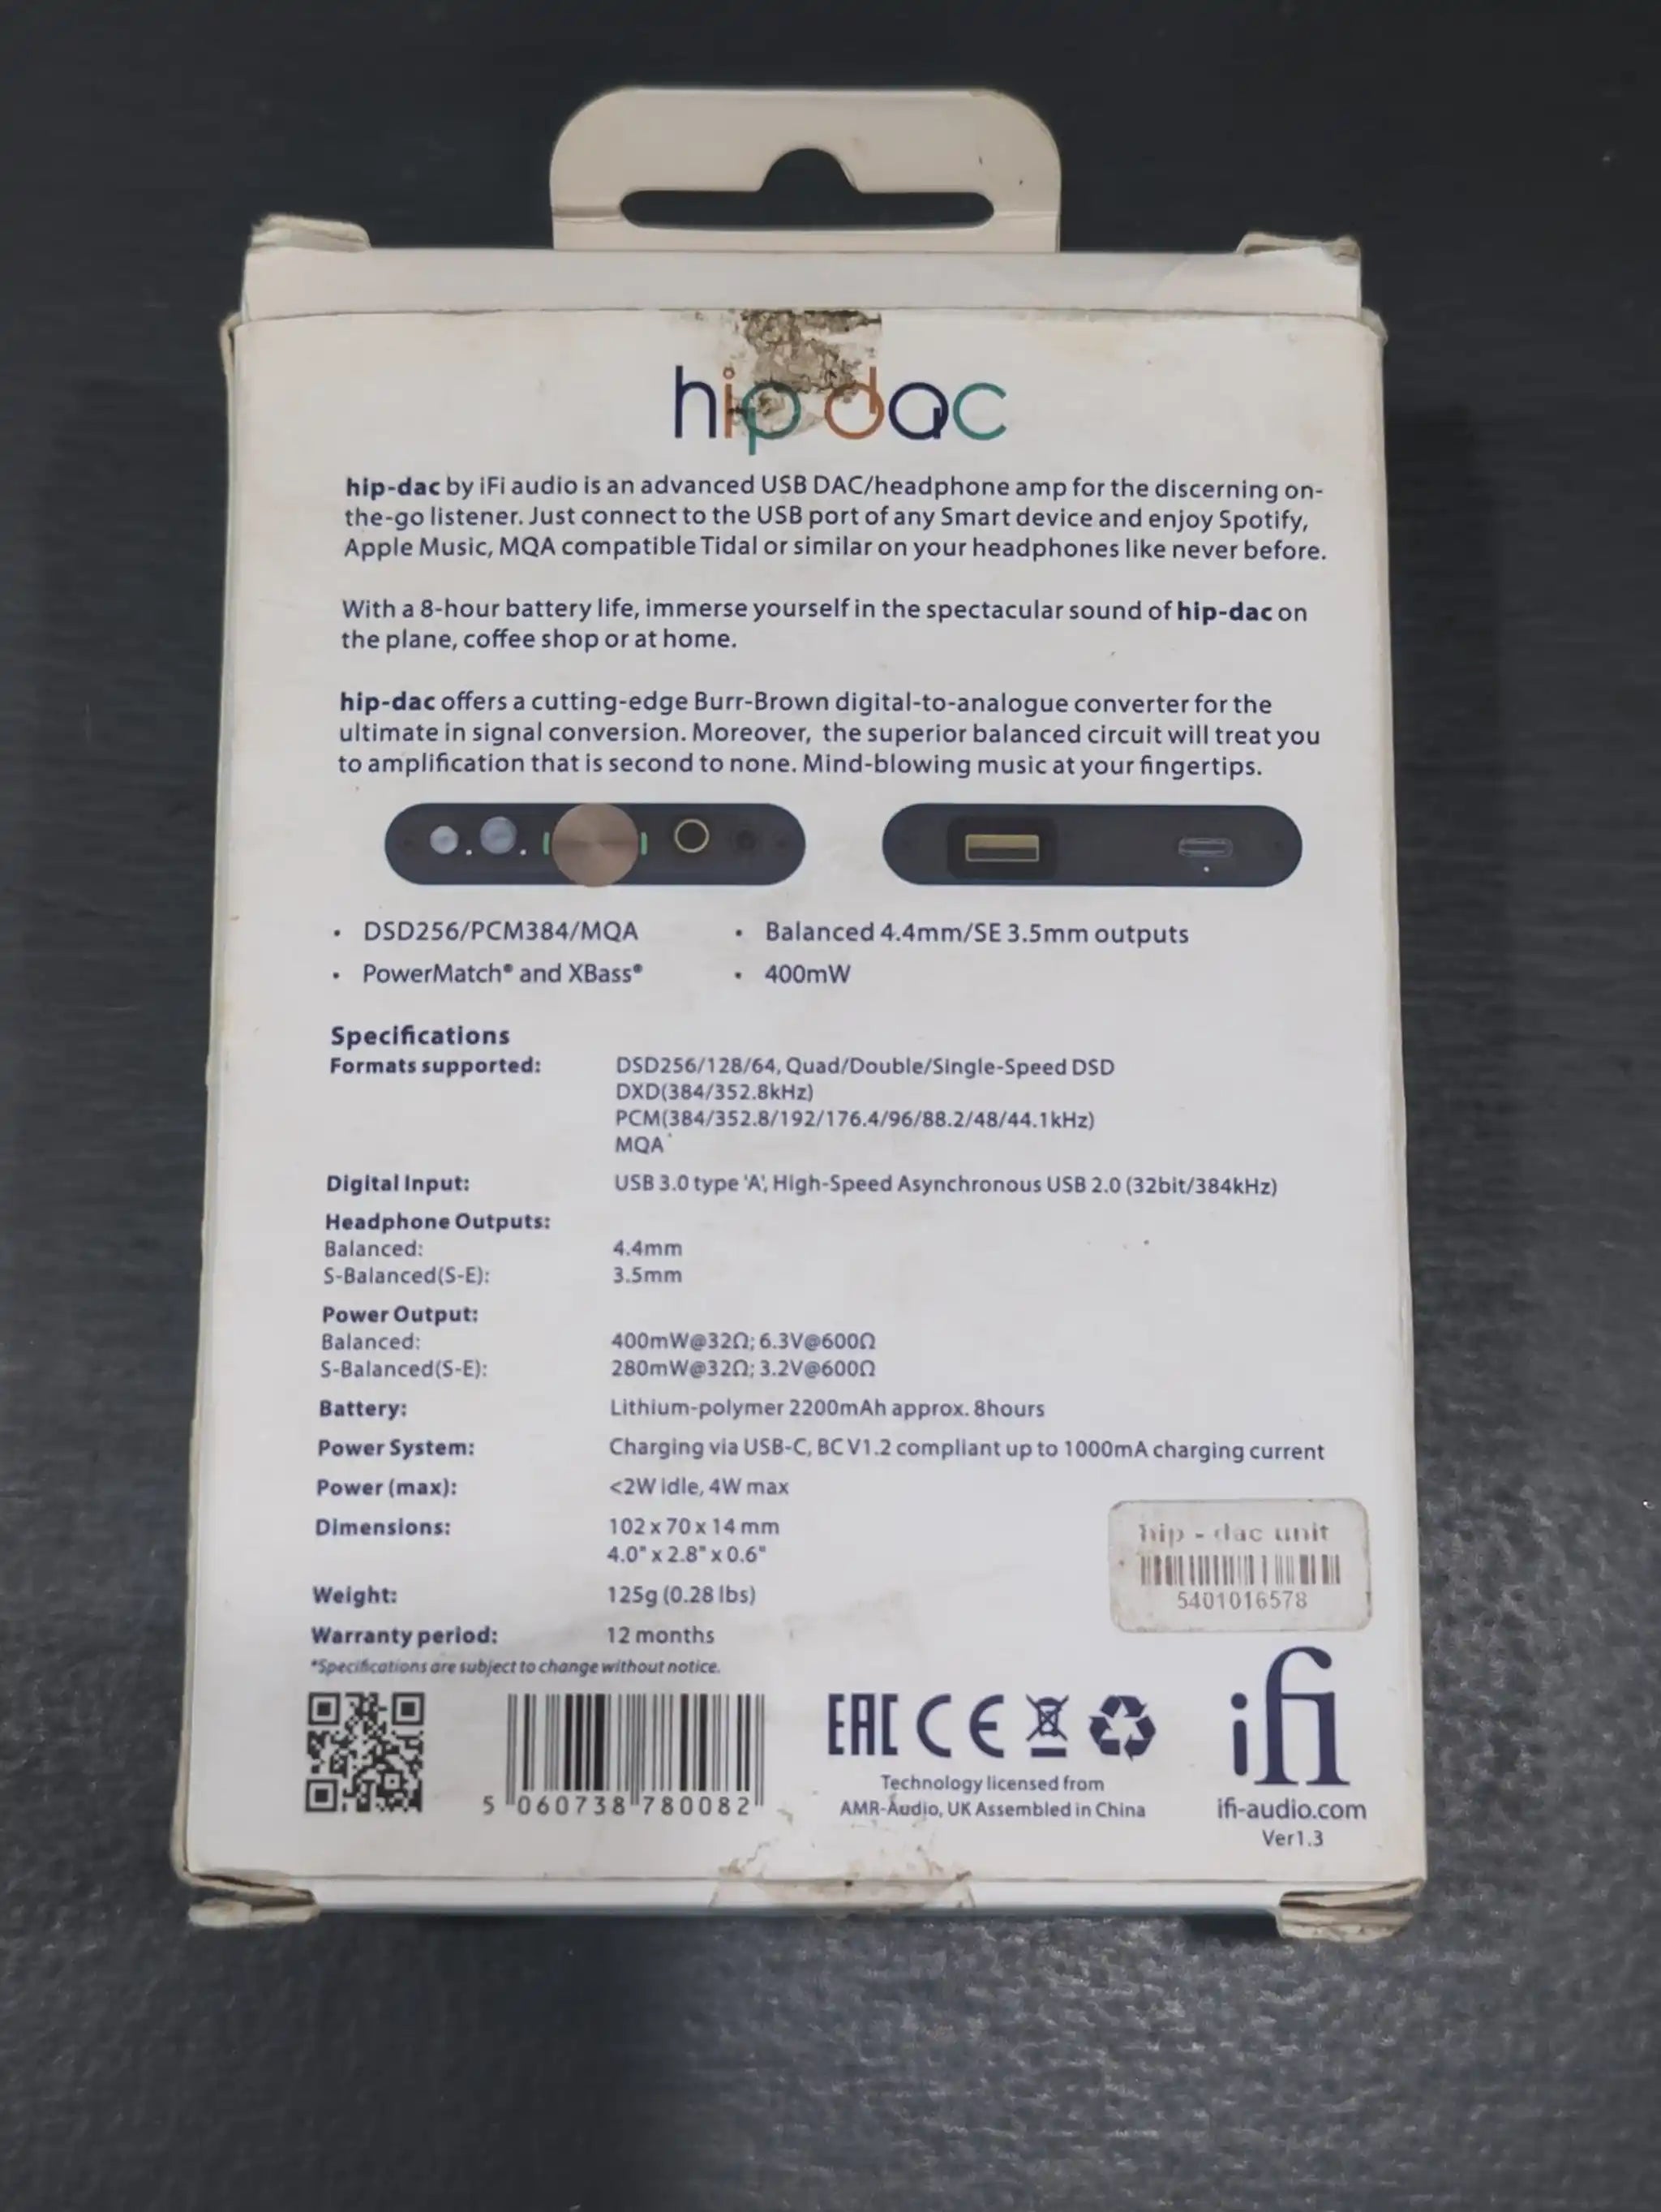 hip dac
hip-dac by iFi audio is an advanced USB DAC/headphone amp for the discerning on-
the-go listener. Just connect to the USB port of any Smart device and enjoy Spotify,
Apple Music, MQA compatible Tidal or similar on your headphones like never before.
With a 8-hour battery life, immerse yourself in the spectacular sound of hip-dac on
the plane, coffee shop or at home.
hip-dac offers a cutting-edge Burr-Brown digital-to-analogue converter for the
ultimate in signal conversion. Moreover, the superior balanced circuit will treat you
to amplification that is second to none. Mind-blowing music at your fingertips.
• DSD256/PCM384/MQA • Balanced 4.4mm/SE 3.5mm outputs
• PowerMatch® and XBass® • 400mW
Specifications
Formats supported: DSD256/128/64, Quad/Double/Single-Speed DSD
DXD(384/352.8kHz)
PCM(384/352.8/192/176.4/96/88.2/48/44.1kHz)
MQA
Digital Input: USB 3.0 type 'A', High-Speed Asynchronous USB 2.0 (32bit/384kHz)
Headphone Outputs:
Balanced: 4.4mm
S-Balanced(S-E): 3.5mm
Power Output:
Balanced: 400mW@32Ω; 6.3V@600Ω
S-Balanced(S-E): 280mW@32Ω; 3.2V@600Ω
Battery: Lithium-polymer 2200mAh approx. 8hours
Power System: Charging via USB-C, BC V1.2 compliant up to 1000mA charging current
Power (max): <2W idle, 4W max
Dimensions: 102 x 70 x 14 mm
4.0" x 2.8" x 0.6"
Weight: 125g (0.28 lbs)
Warranty period: 12 months
*Specifications are subject to change without notice.
hip - dac unit
5401016578
5 060738 780082
EAC CE
Technology licensed from
AMR-Audio, UK Assembled in China
ifi
ifi-audio.com
Ver1.3